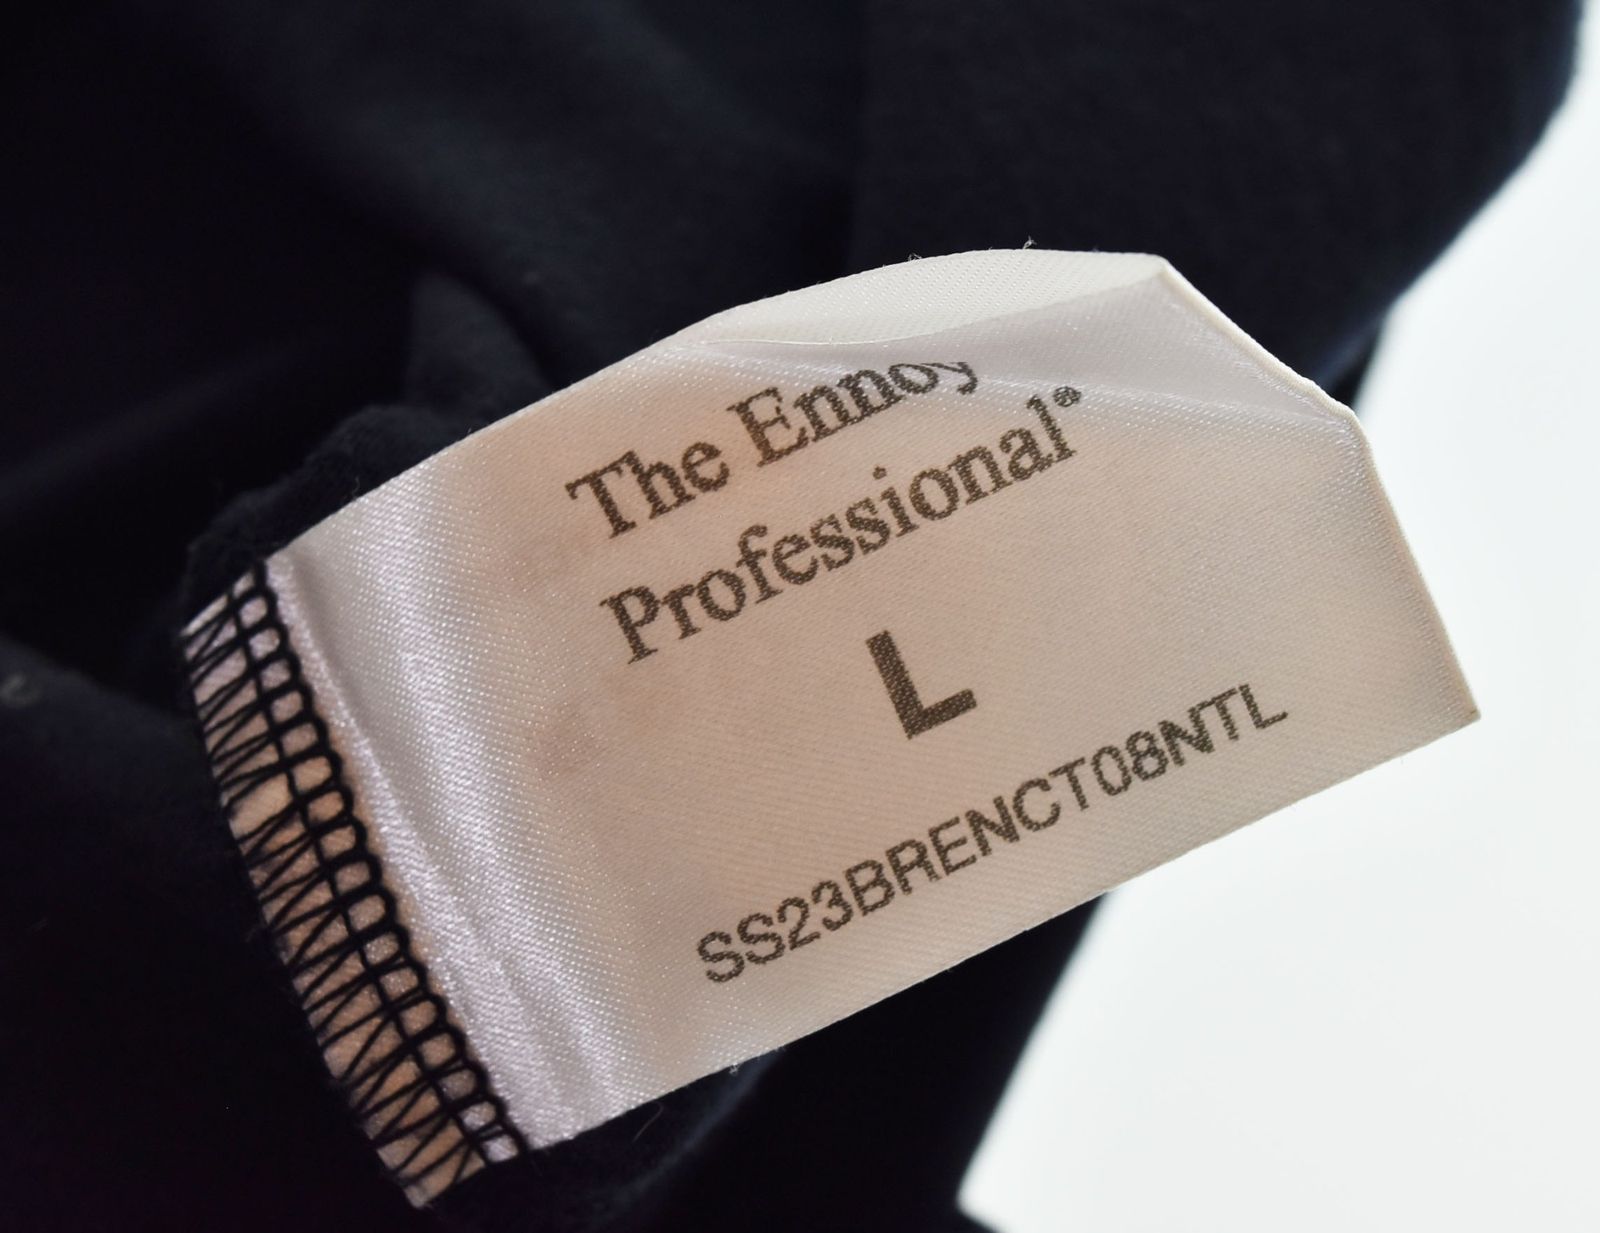 The Ennoy
Professional®
L
SS23BRENCT08NTL